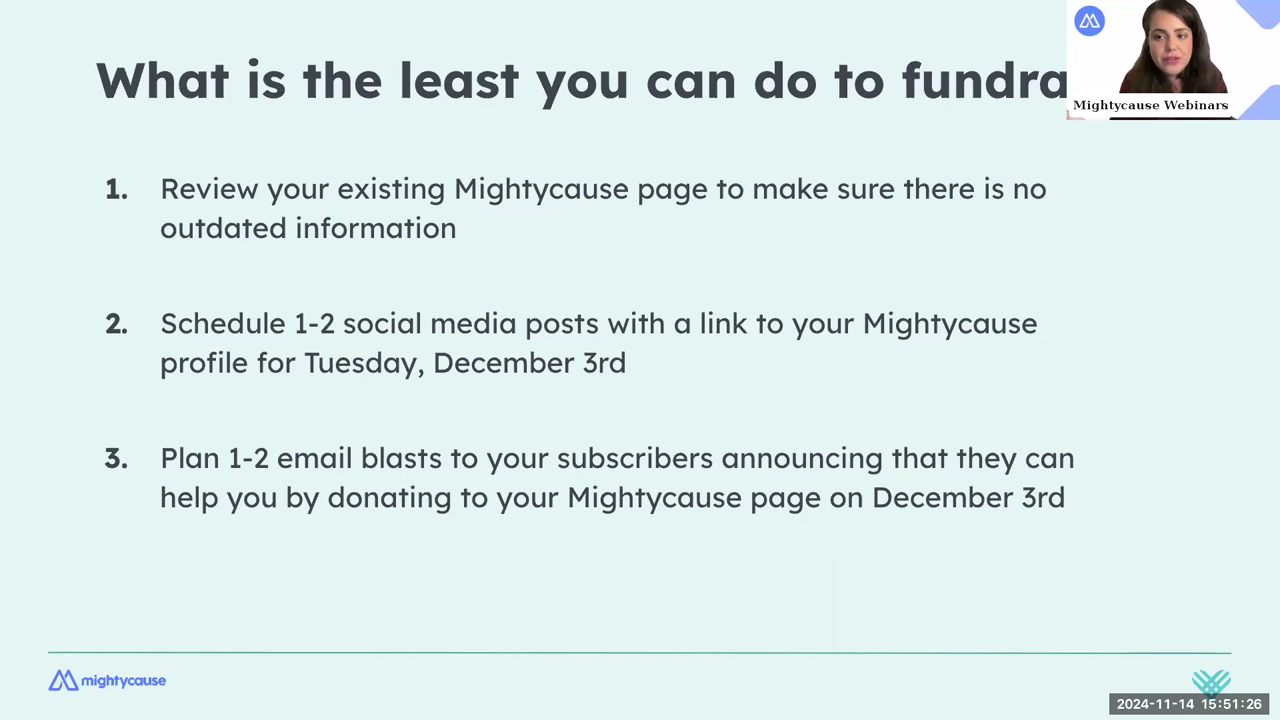 What is the least you can do to fundra
Mightycause Webinars
1. Review your existing Mightycause page to make sure there is no
outdated information
2. Schedule 1-2 social media posts with a link to your Mightycause
profile for Tuesday, December 3rd
3. Plan 1-2 email blasts to your subscribers announcing that they can
help you by donating to your Mightycause page on December 3rd
mightycause
2024-11-14 15:51:26